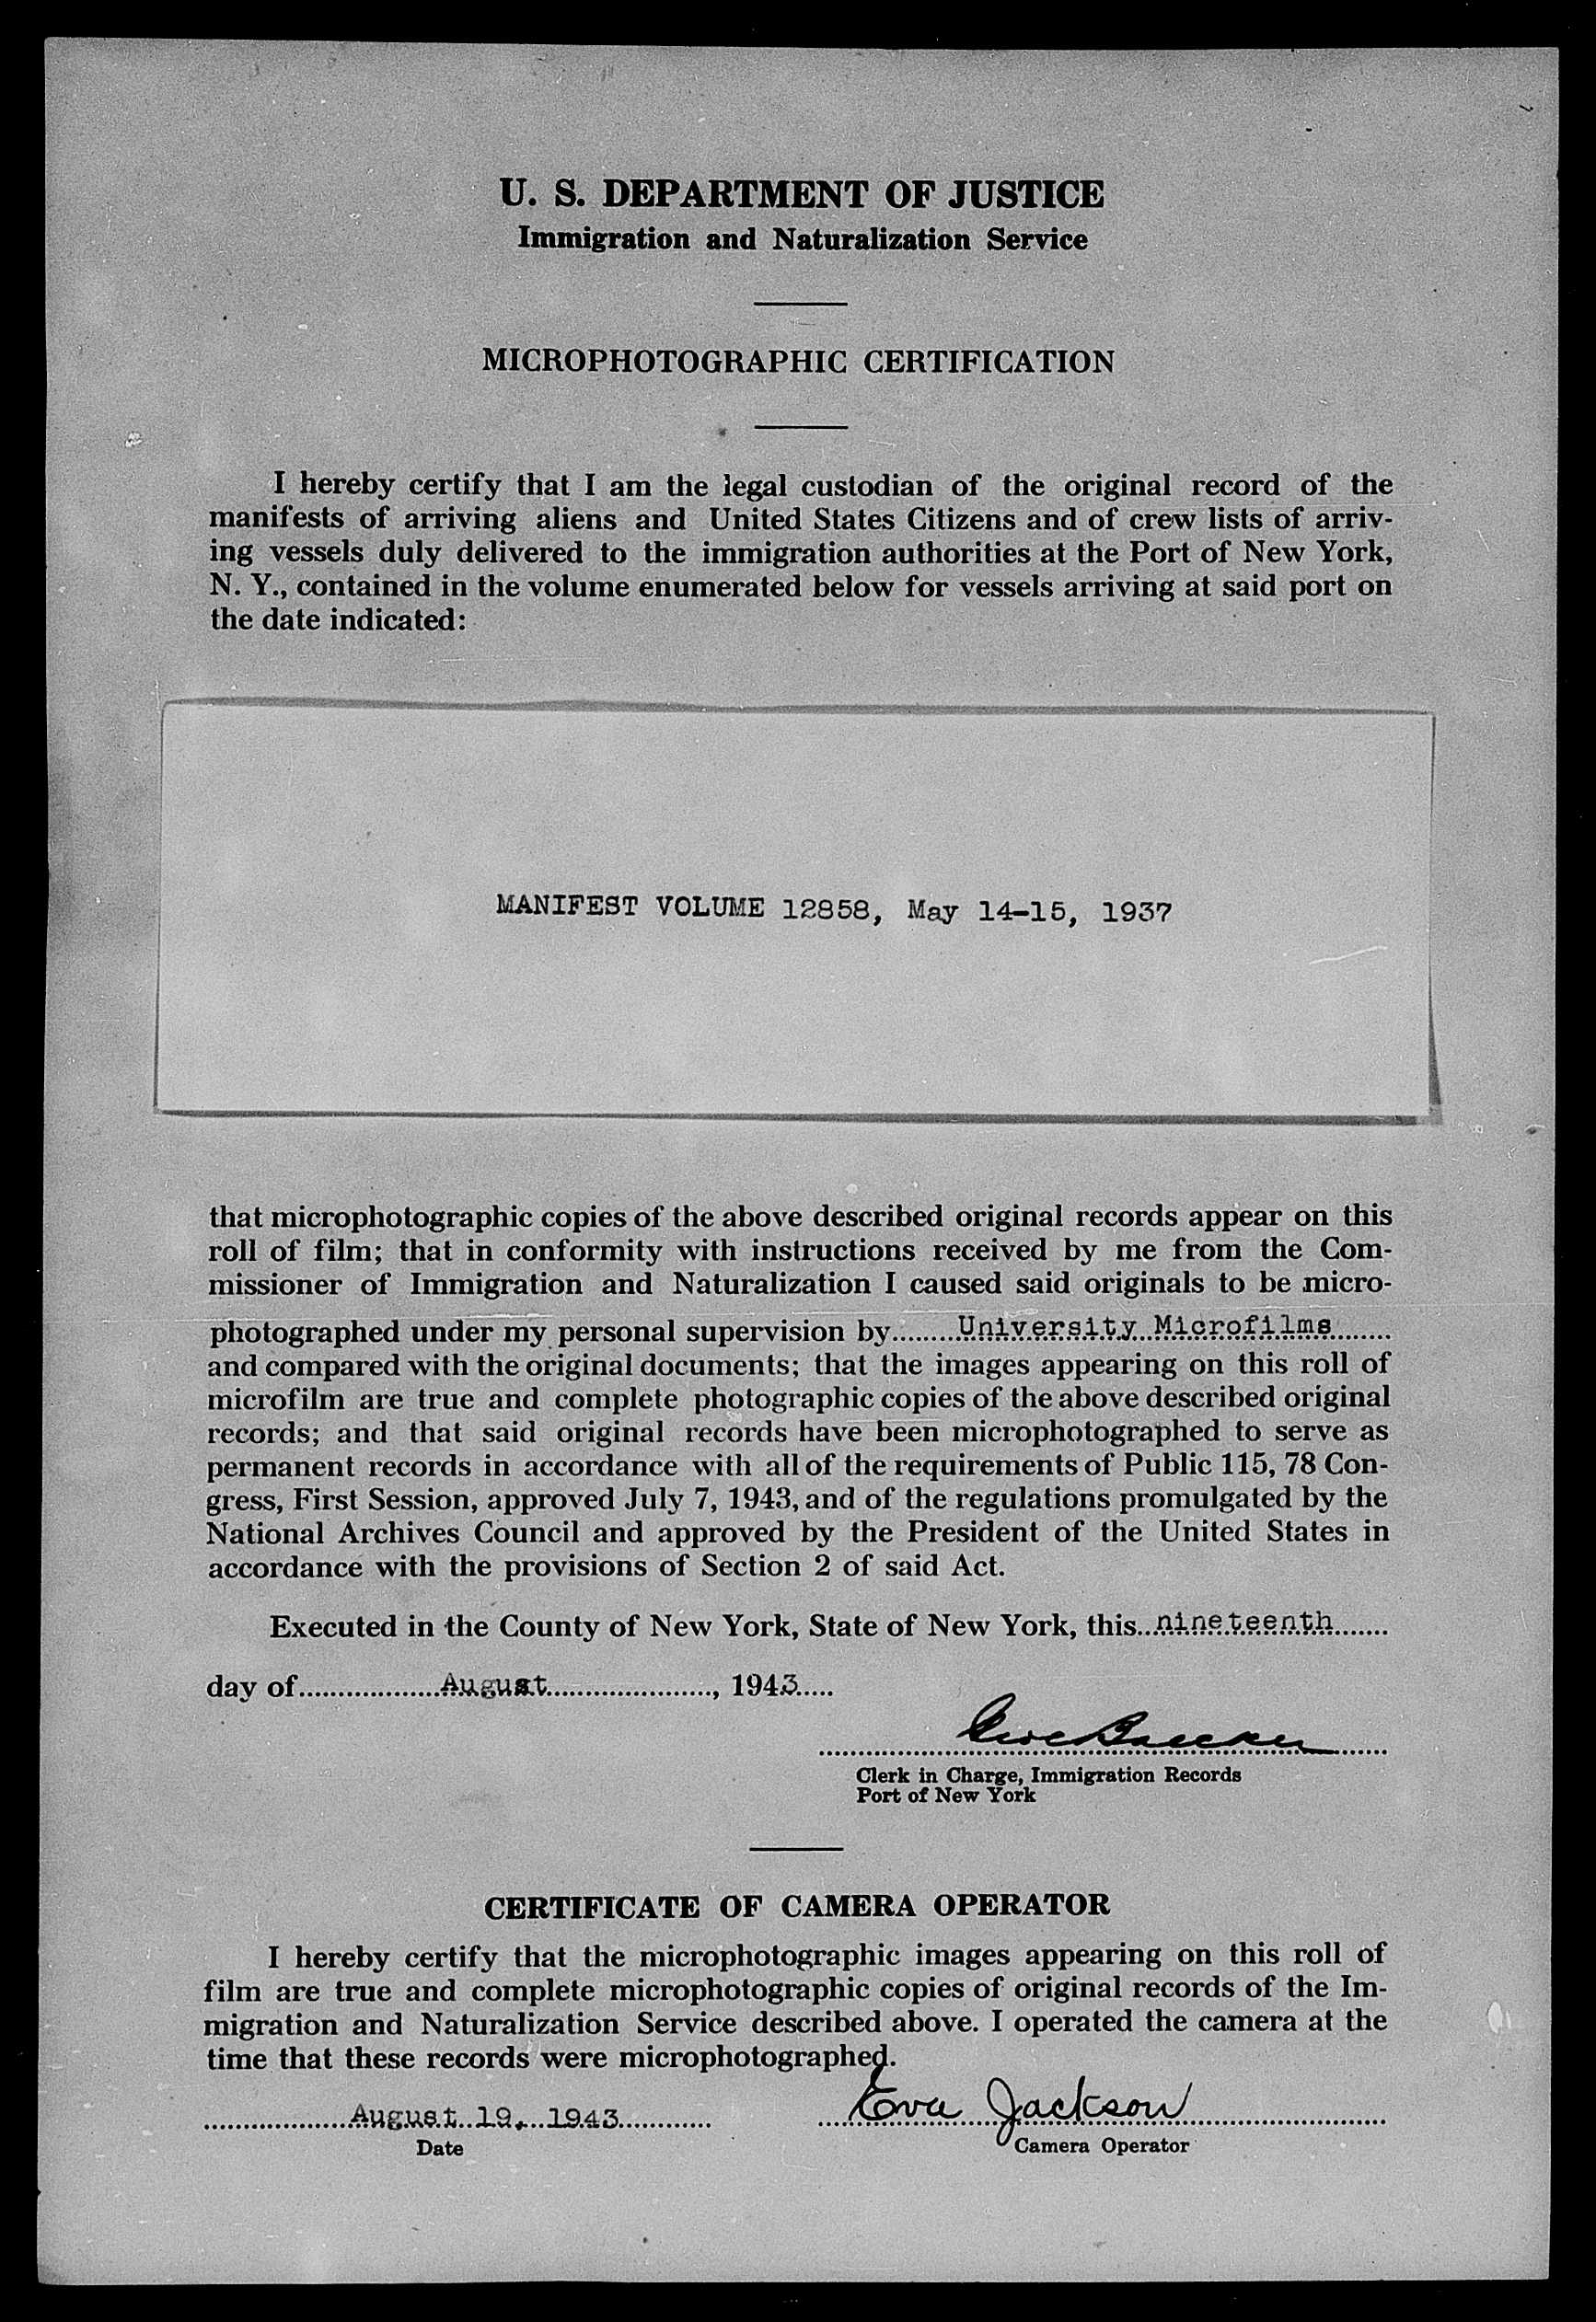 U. S. DEPARTMENT OF JUSTICE
Immigration and Naturalization Service
MICROPHOTOGRAPHIC CERTIFICATION
I hereby certify that I am the legal custodian of the original record of the
manifests of arriving aliens and United States Citizens and of crew lists of arriv-
ing vessels duly delivered to the immigration authorities at the Port of New York,
N. Y., contained in the volume enumerated below for vessels arriving at said port on
the date indicated:
MANIFEST VOLUME 12858, May 14-15, 1937
that microphotographic copies of the above described original records appear on this
roll of film; that in conformity with instructions received by me from the Com-
missioner of Immigration and Naturalization I caused said originals to be micro-
photographed under my personal supervision by University Microfilms
and compared with the original documents; that the images appearing on this roll of
microfilm are true and complete photographic copies of the above described original
records; and that said original records have been microphotographed to serve as
permanent records in accordance with all of the requirements of Public 115, 78 Con-
gress, First Session, approved July 7, 1943, and of the regulations promulgated by the
National Archives Council and approved by the President of the United States in
accordance with the provisions of Section 2 of said Act.
Executed in the County of New York, State of New York, this nineteenth
day of August, 1943
Clerk in Charge, Immigration Records
Port of New York
CERTIFICATE OF CAMERA OPERATOR
I hereby certify that the microphotographic images appearing on this roll of
film are true and complete microphotographic copies of original records of the Im-
migration and Naturalization Service described above. I operated the camera at the
time that these records were microphotographed.
August 19, 1943 Eva Jackson
Date Camera Operator